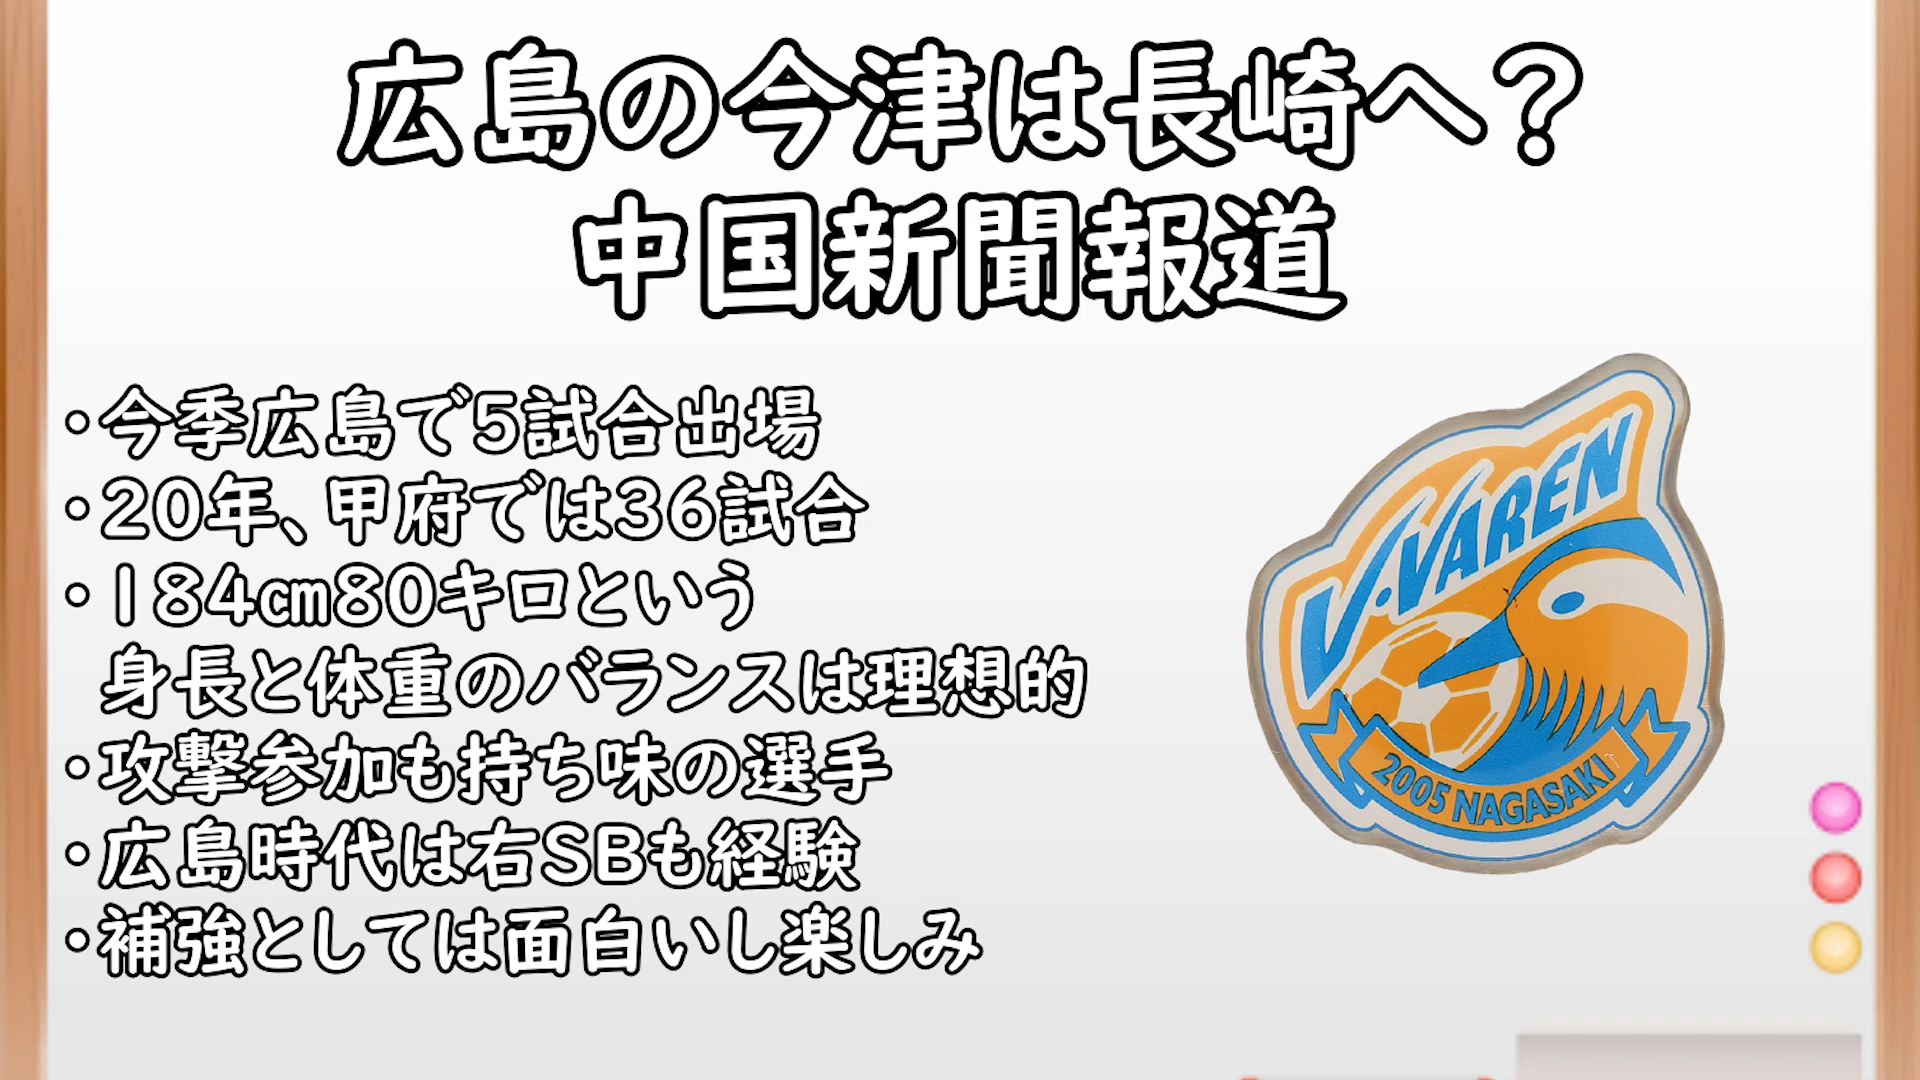 広島の今津は長崎へ？
中国新聞報道
・今季広島で5試合出場
・20年、甲府では36試合
・184㎝80キロという
身長と体重のバランスは理想的
・攻撃参加も持ち味の選手
・広島時代は右SBも経験
・補強としては面白いし楽しみ
V・VAREN
2005 NAGASAKI